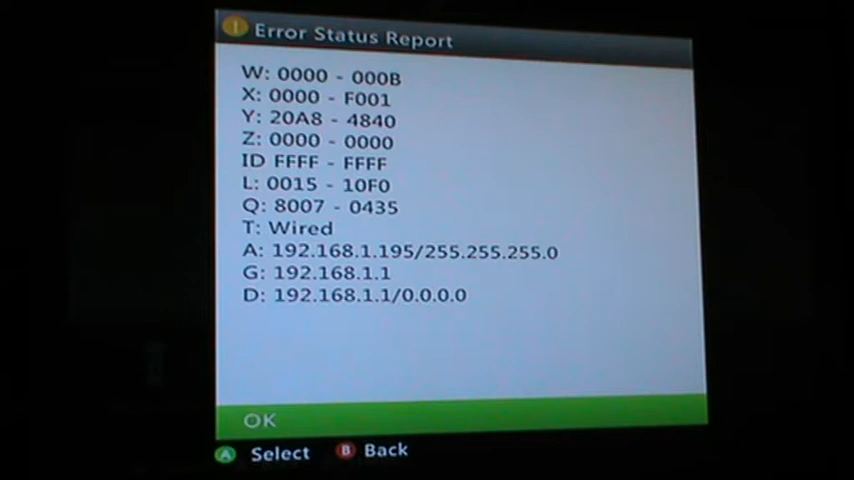 ! Error Status Report
W: 0000 - 000B
X: 0000 - F001
Y: 20A8 - 4840
Z: 0000 - 0000
ID FFFF - FFFF
L: 0015 - 10F0
Q: 8007 - 0435
T: Wired
A: 192.168.1.195/255.255.255.0
G: 192.168.1.1
D: 192.168.1.1/0.0.0.0
OK
A Select B Back